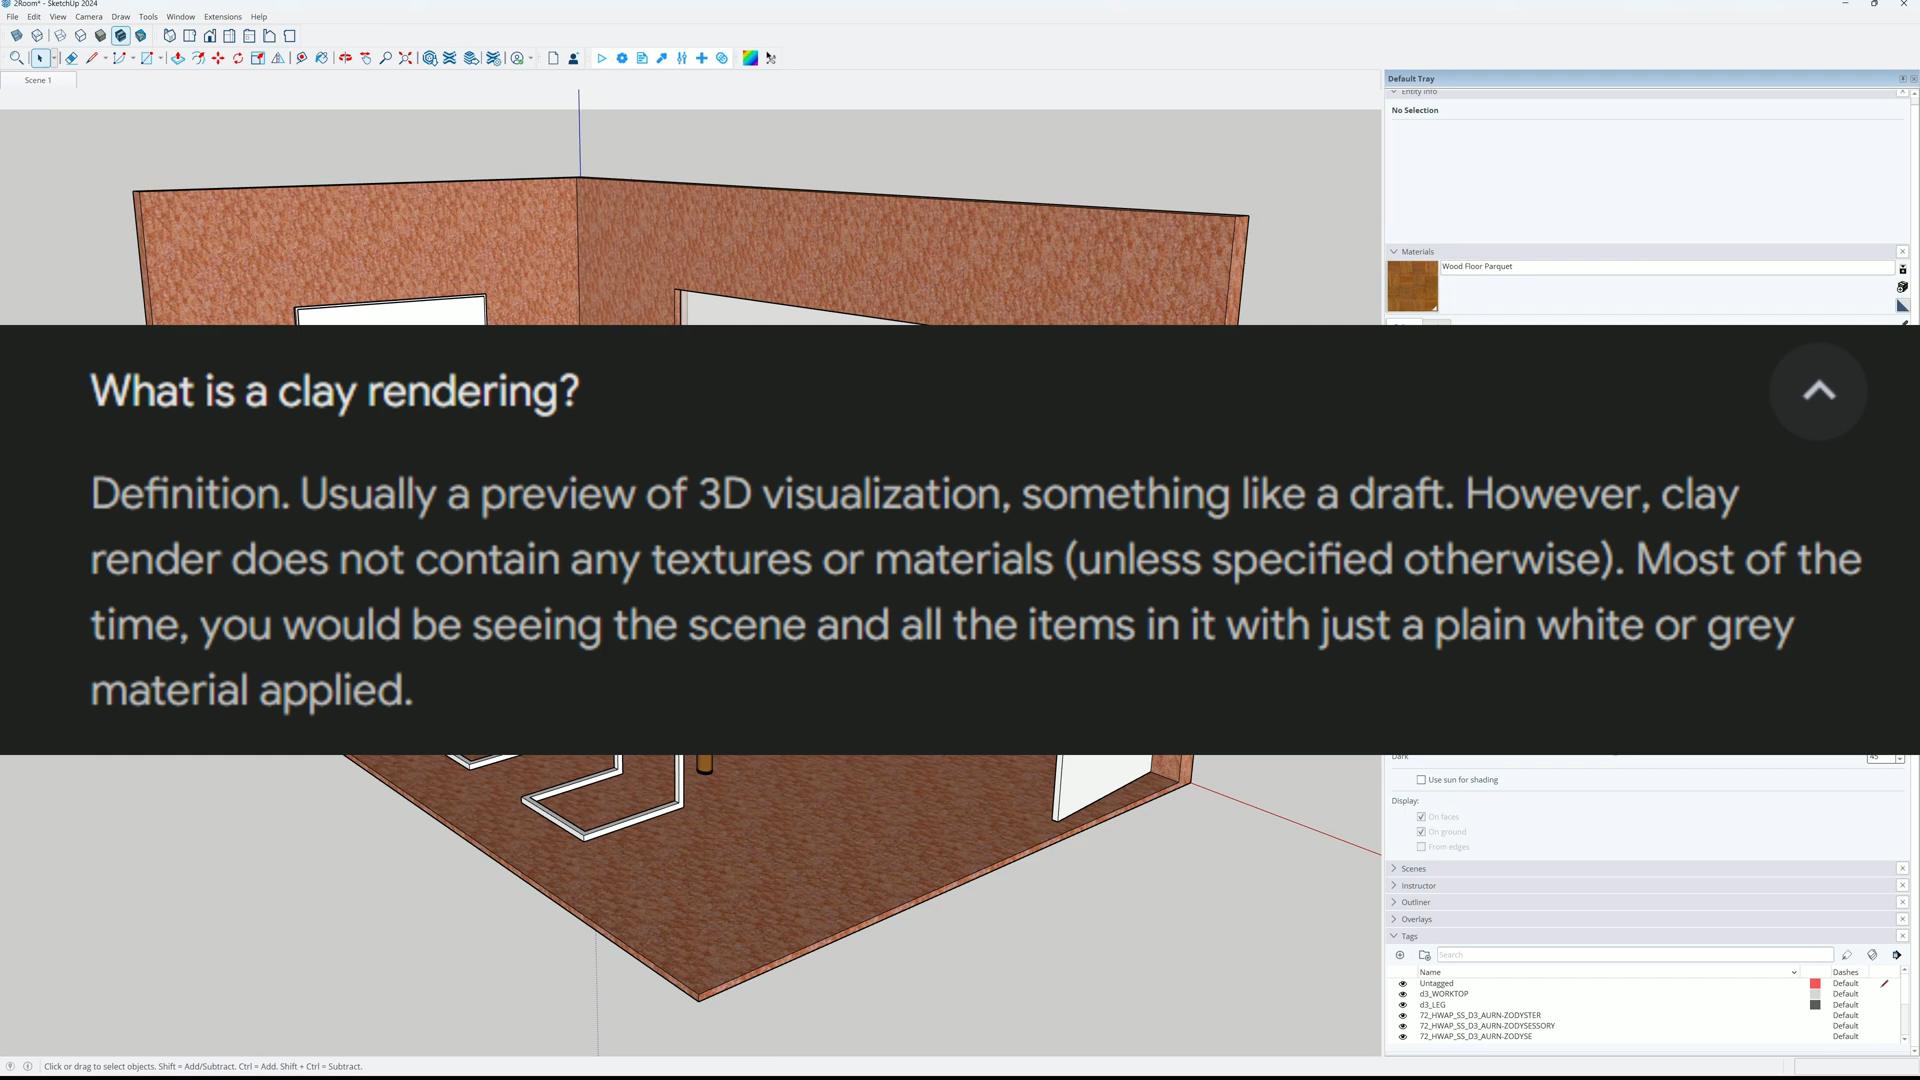 2Room* - SketchUp 2024
File Edit View Camera Draw Tools Window Extensions Help
Scene 1
Default Tray
Entity Info
No Selection
Materials
Wood Floor Parquet
What is a clay rendering?
Definition. Usually a preview of 3D visualization, something like a draft. However, clay
render does not contain any textures or materials (unless specified otherwise). Most of the
time, you would be seeing the scene and all the items in it with just a plain white or grey
material applied.
Dark 45
Use sun for shading
Display:
On faces
On ground
From edges
Scenes
Instructor
Outliner
Overlays
Tags
Search
Name Dashes
Untagged Default
d3_WORKTOP Default
d3_LEG Default
72_HWAP_SS_D3_AURN-ZODYSTER Default
72_HWAP_SS_D3_AURN-ZODYSESSORY Default
72_HWAP_SS_D3_AURN-ZODYSE Default
Click or drag to select objects. Shift = Add/Subtract. Ctrl = Add. Shift + Ctrl = Subtract.